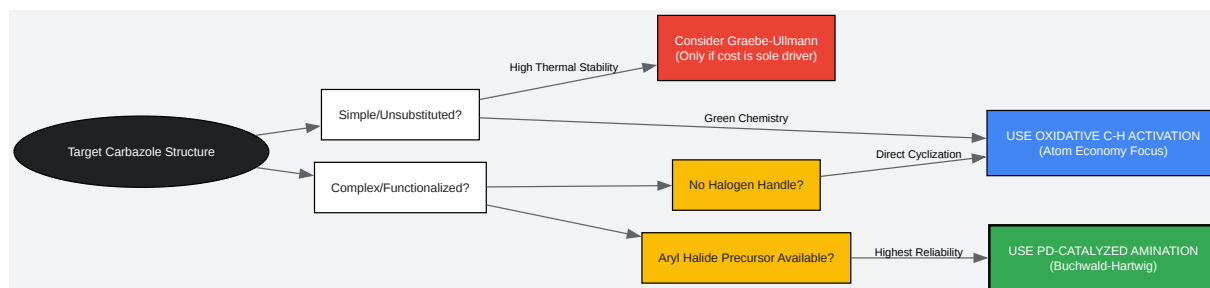 Target Carbazole Structure
Simple/Unsubstituted?
Complex/Functionalized?
High Thermal Stability
Consider Graebe-Ullmann
(Only if cost is sole driver)
Green Chemistry
No Halogen Handle?
Direct Cyclization
USE OXIDATIVE C-H ACTIVATION
(Atom Economy Focus)
Aryl Halide Precursor Available?
Highest Reliability
USE PD-CATALYZED AMINATION
(Buchwald-Hartwig)